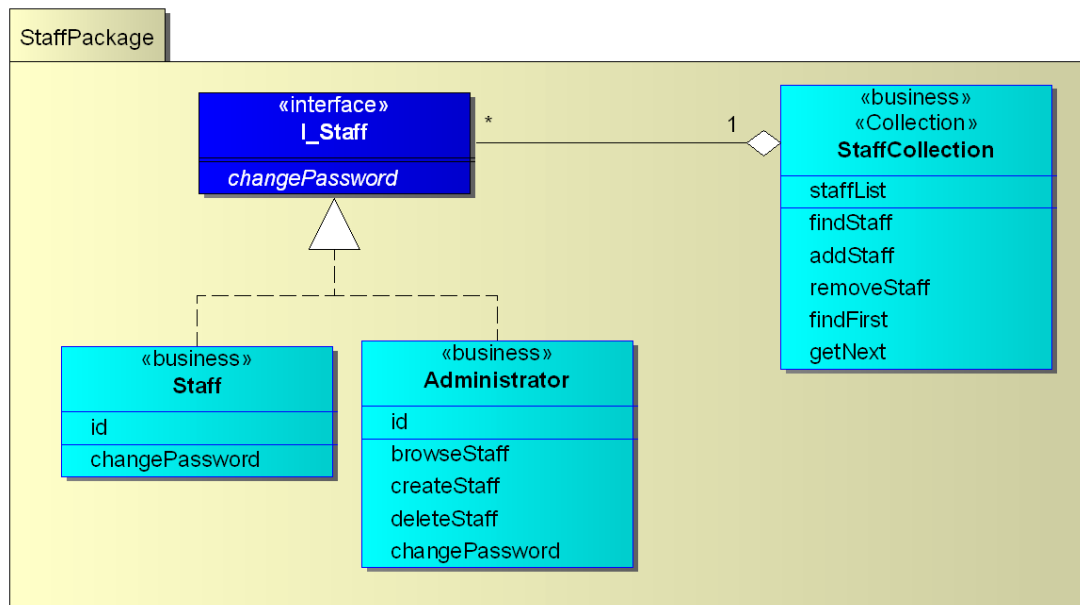 StaffPackage
«interface»
I_Staff
changePassword
*
1
«business»
«Collection»
StaffCollection
staffList
findStaff
addStaff
removeStaff
findFirst
getNext
«business»
Staff
id
changePassword
«business»
Administrator
id
browseStaff
createStaff
deleteStaff
changePassword